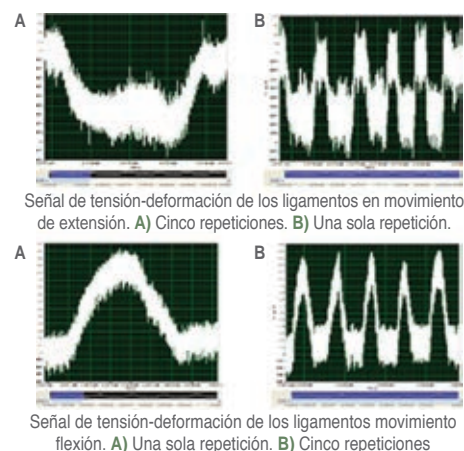 A
B
Señal de tensión-deformación de los ligamentos en movimiento
de extensión. A) Cinco repeticiones. B) Una sola repetición.
A
B
Señal de tensión-deformación de los ligamentos movimiento
flexión. A) Una sola repetición. B) Cinco repeticiones